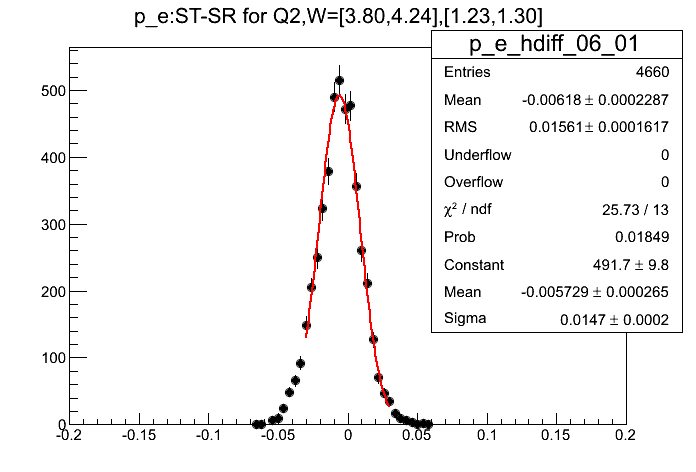 p_e:ST-SR for Q2,W=[3.80,4.24],[1.23,1.30]
p_e_hdiff_06_01
Entries 4660
Mean -0.00618 ± 0.0002287
RMS 0.01561 ± 0.0001617
Underflow 0
Overflow 0
χ² / ndf 25.73 / 13
Prob 0.01849
Constant 491.7 ± 9.8
Mean -0.005729 ± 0.000265
Sigma 0.0147 ± 0.0002
500
400
300
200
100
0
-0.2 -0.15 -0.1 -0.05 0 0.05 0.1 0.15 0.2